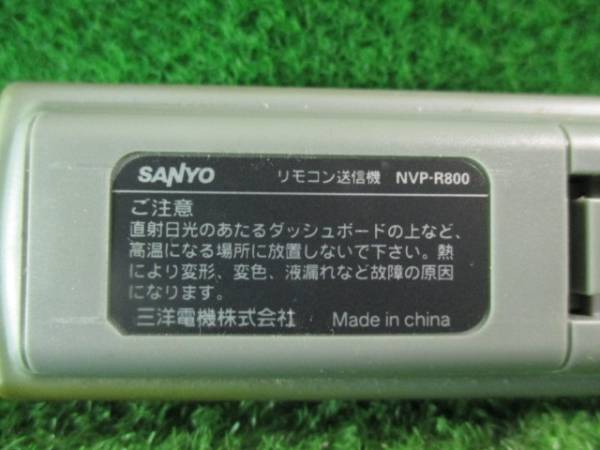 SANYO リモコン送信機 NVP-R800
ご注意
直射日光のあたるダッシュボードの上など、
高温になる場所に放置しないで下さい。熱
により変形、変色、液漏れなど故障の原因
になります。
三洋電機株式会社 Made in china